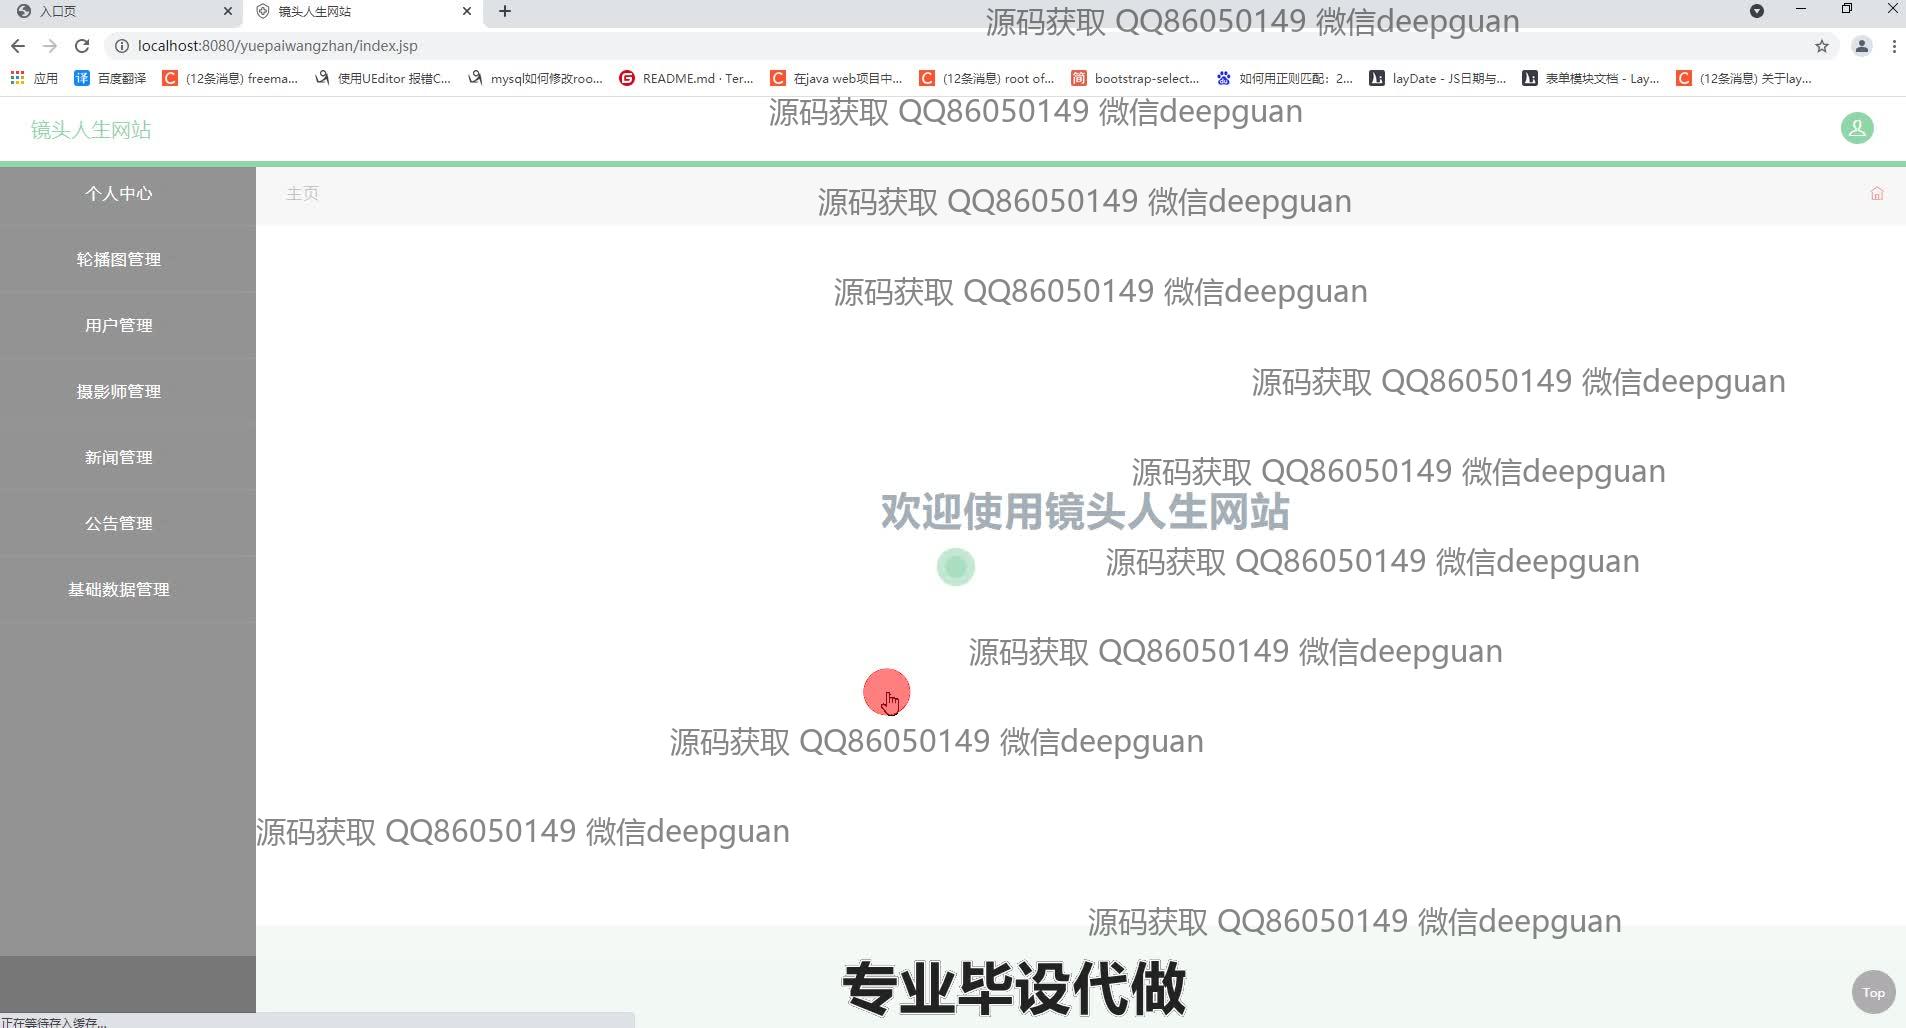 入口页
镜头人生网站
源码获取 QQ86050149 微信deepguan
localhost:8080/yuepaiwangzhan/index.jsp
应用
百度翻译
(12条消息) freema...
使用UEditor 报错C...
mysql如何修改roo...
README.md · Ter...
在java web项目中...
(12条消息) root of...
bootstrap-select...
如何用正则匹配：2...
layDate - JS日期与...
表单模块文档 - Lay...
(12条消息) 关于lay...
源码获取 QQ86050149 微信deepguan
镜头人生网站
个人中心
主页
源码获取 QQ86050149 微信deepguan
轮播图管理
源码获取 QQ86050149 微信deepguan
用户管理
摄影师管理
源码获取 QQ86050149 微信deepguan
新闻管理
源码获取 QQ86050149 微信deepguan
欢迎使用镜头人生网站
公告管理
源码获取 QQ86050149 微信deepguan
基础数据管理
源码获取 QQ86050149 微信deepguan
源码获取 QQ86050149 微信deepguan
源码获取 QQ86050149 微信deepguan
源码获取 QQ86050149 微信deepguan
专业毕设代做
Top
正在等待存入缓存...